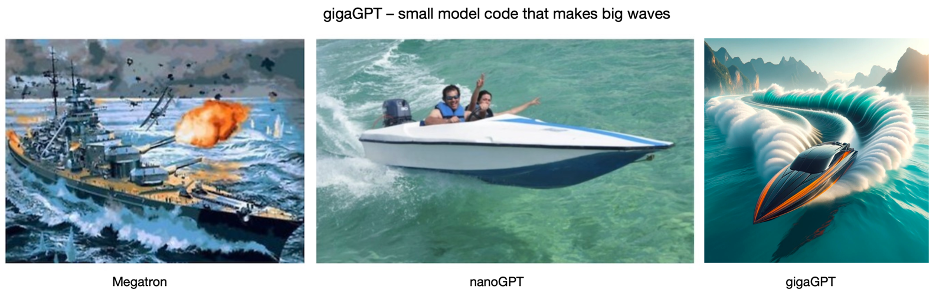 gigaGPT – small model code that makes big waves
Megatron
nanoGPT
gigaGPT